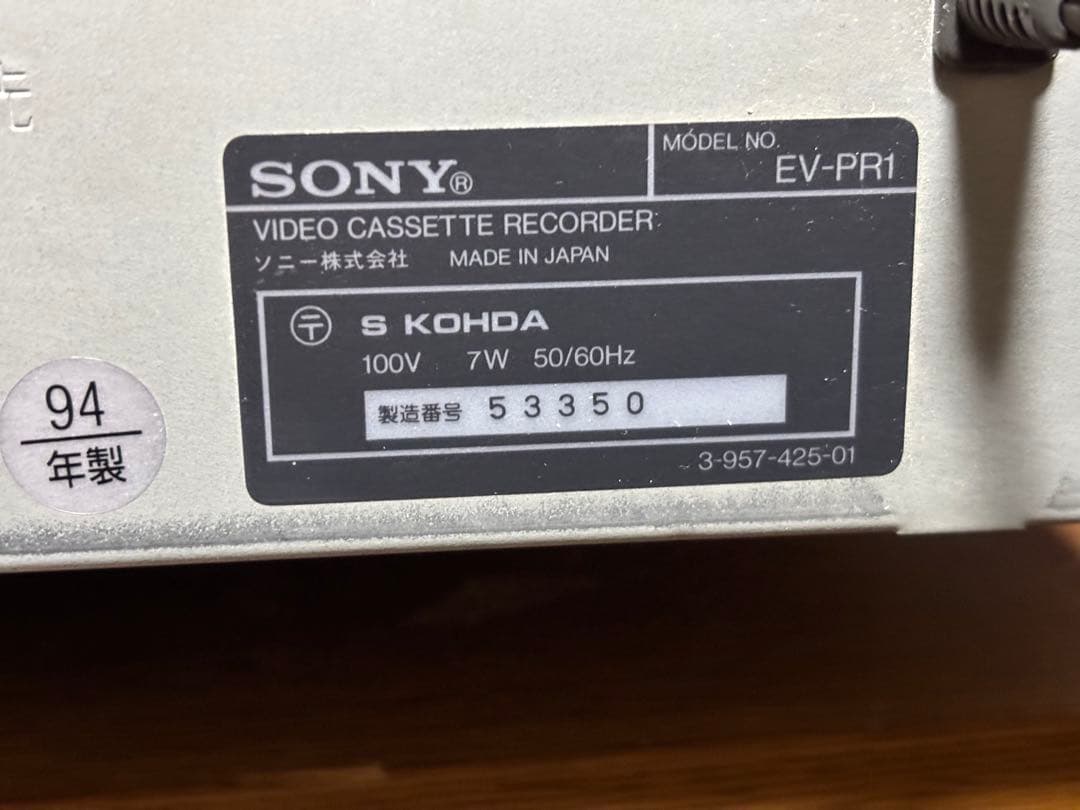 SONY®
MODEL NO.
EV-PR1
VIDEO CASSETTE RECORDER
ソニー株式会社 MADE IN JAPAN
〒 S KOHDA
100V 7W 50/60Hz
製造番号 53350
3-957-425-01
94
年製